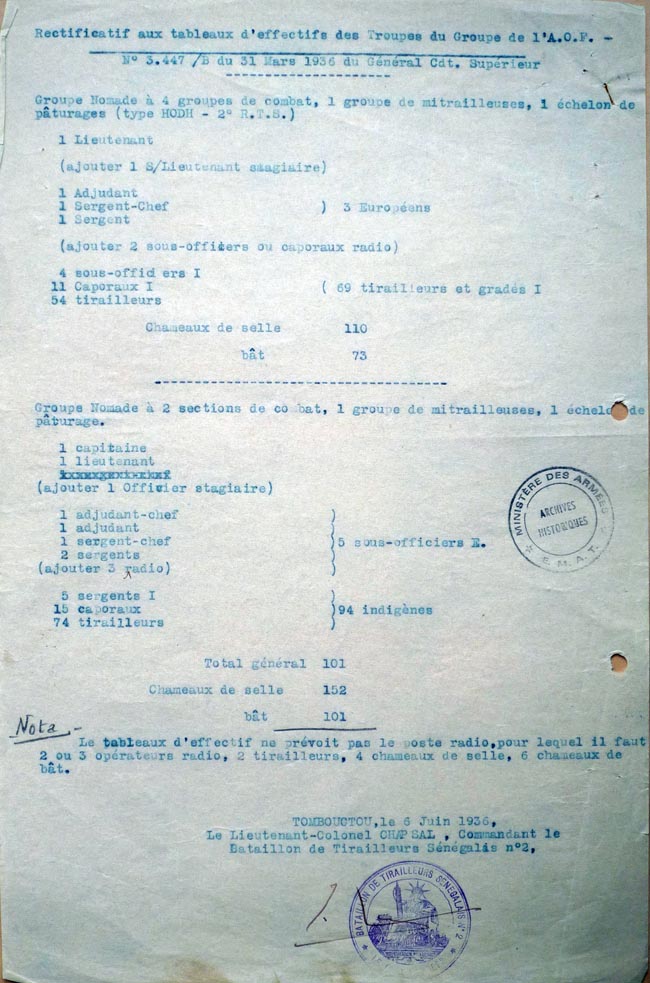 Rectificatif aux tableaux d'effectifs des Troupes du Groupe de l'A.O.F. -
N° 3.447 /B du 31 Mars 1936 du Général Cdt. Supérieur
Groupe Nomade à 4 groupes de combat, 1 groupe de mitrailleuses, 1 échelon de
pâturages (type HODH - 2° R.T.S.)
1 Lieutenant
(ajouter 1 S/Lieutenant stagiaire)
1 Adjudant
1 Sergent-Chef ) 3 Européens
1 Sergent
(ajouter 2 sous-officers ou caporaux radio)
4 sous-offid ers I
11 Caporaux I ( 69 tirailleurs et gradés I
54 tirailleurs
Chameaux de selle 110
bât 73
Groupe Nomade à 2 sections de combat, 1 groupe de mitrailleuses, 1 échelon de
pâturage.
1 capitaine
1 lieutenant
(ajouter 1 Officier stagiaire)
1 adjudant-chef
1 adjudant
1 sergent-chef } 5 sous-officiers E.
2 sergents
(ajouter 3 radio)
5 sergents I
15 caporaux } 94 indigènes
74 tirailleurs
Total général 101
Chameaux de selle 152
bât 101
Nota -
Le tableaux d'effectif ne prévoit pas le poste radio, pour lequel il faut
2 ou 3 opérateurs radio, 2 tirailleurs, 4 chameaux de selle, 6 chameaux de
bât.
TOMBOUCTOU, le 6 Juin 1936,
Le Lieutenant-Colonel CHAPSAL , Commandant le
Bataillon de Tirailleurs Sénégalais n°2,
MINISTÈRE DES ARMÉES
ARCHIVES
HISTORIQUES
* E.M.A.T. *
BATAILLON DE TIRAILLEURS SENEGALAIS N° 2